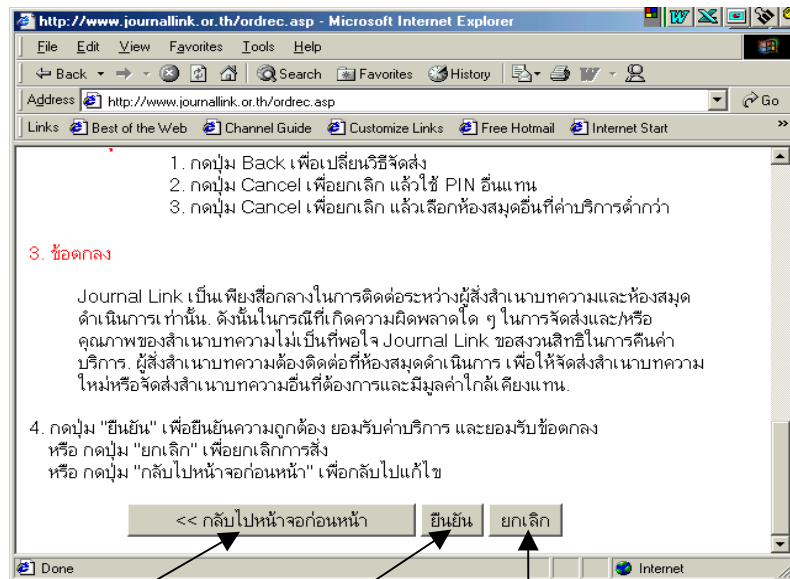 http://www.journallink.or.th/ordrec.asp - Microsoft Internet Explorer
File Edit View Favorites Tools Help
Back Search Favorites History
Address http://www.journallink.or.th/ordrec.asp Go
Links Best of the Web Channel Guide Customize Links Free Hotmail Internet Start »
1. กดปุ่ม Back เพื่อเปลี่ยนวิธีจัดส่ง
2. กดปุ่ม Cancel เพื่อยกเลิก แล้วใช้ PIN อื่นแทน
3. กดปุ่ม Cancel เพื่อยกเลิก แล้วเลือกห้องสมุดอื่นที่ค่าบริการต่ำกว่า
3. ข้อตกลง
Journal Link เป็นเพียงสื่อกลางในการติดต่อระหว่างผู้สั่งสำเนาบทความและห้องสมุด
ดำเนินการเท่านั้น. ดังนั้นในกรณีที่เกิดความผิดพลาดใด ๆ ในการจัดส่งและ/หรือ
คุณภาพของสำเนาบทความไม่เป็นที่พอใจ Journal Link ขอสงวนสิทธิในการคืนค่า
บริการ. ผู้สั่งสำเนาบทความต้องติดต่อที่ห้องสมุดดำเนินการ เพื่อให้จัดส่งสำเนาบทความ
ใหม่หรือจัดส่งสำเนาบทความอื่นที่ต้องการและมีมูลค่าใกล้เคียงแทน.
4. กดปุ่ม "ยืนยัน" เพื่อยืนยันความถูกต้อง ยอมรับค่าบริการ และยอมรับข้อตกลง
หรือ กดปุ่ม "ยกเลิก" เพื่อยกเลิกการสั่ง
หรือ กดปุ่ม "กลับไปหน้าจอก่อนหน้า" เพื่อกลับไปแก้ไข
<< กลับไปหน้าจอก่อนหน้า ยืนยัน ยกเลิก
Done Internet